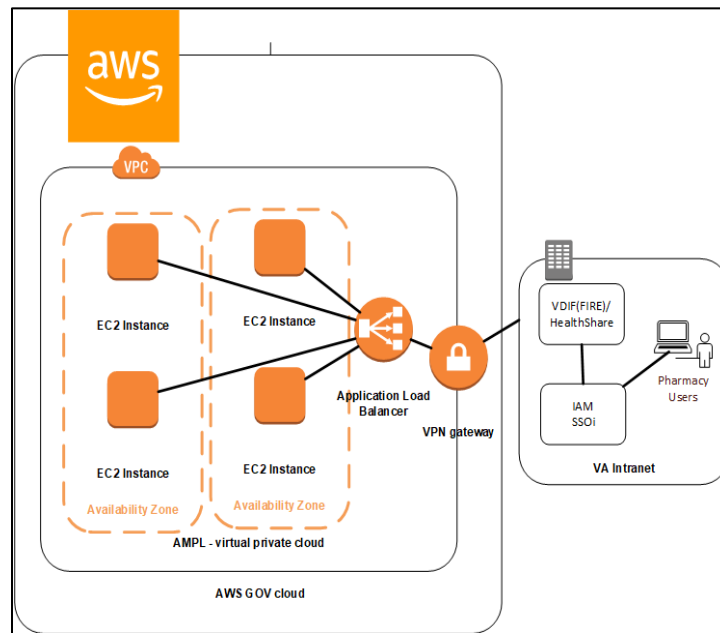 aws
VPC
EC2 Instance
EC2 Instance
EC2 Instance
EC2 Instance
Availability Zone
Availability Zone
Application Load
Balancer
VPN gateway
AMPL - virtual private cloud
AWS GOV cloud
VDIF(FIRE)/
HealthShare
IAM
SSOi
Pharmacy
Users
VA Intranet